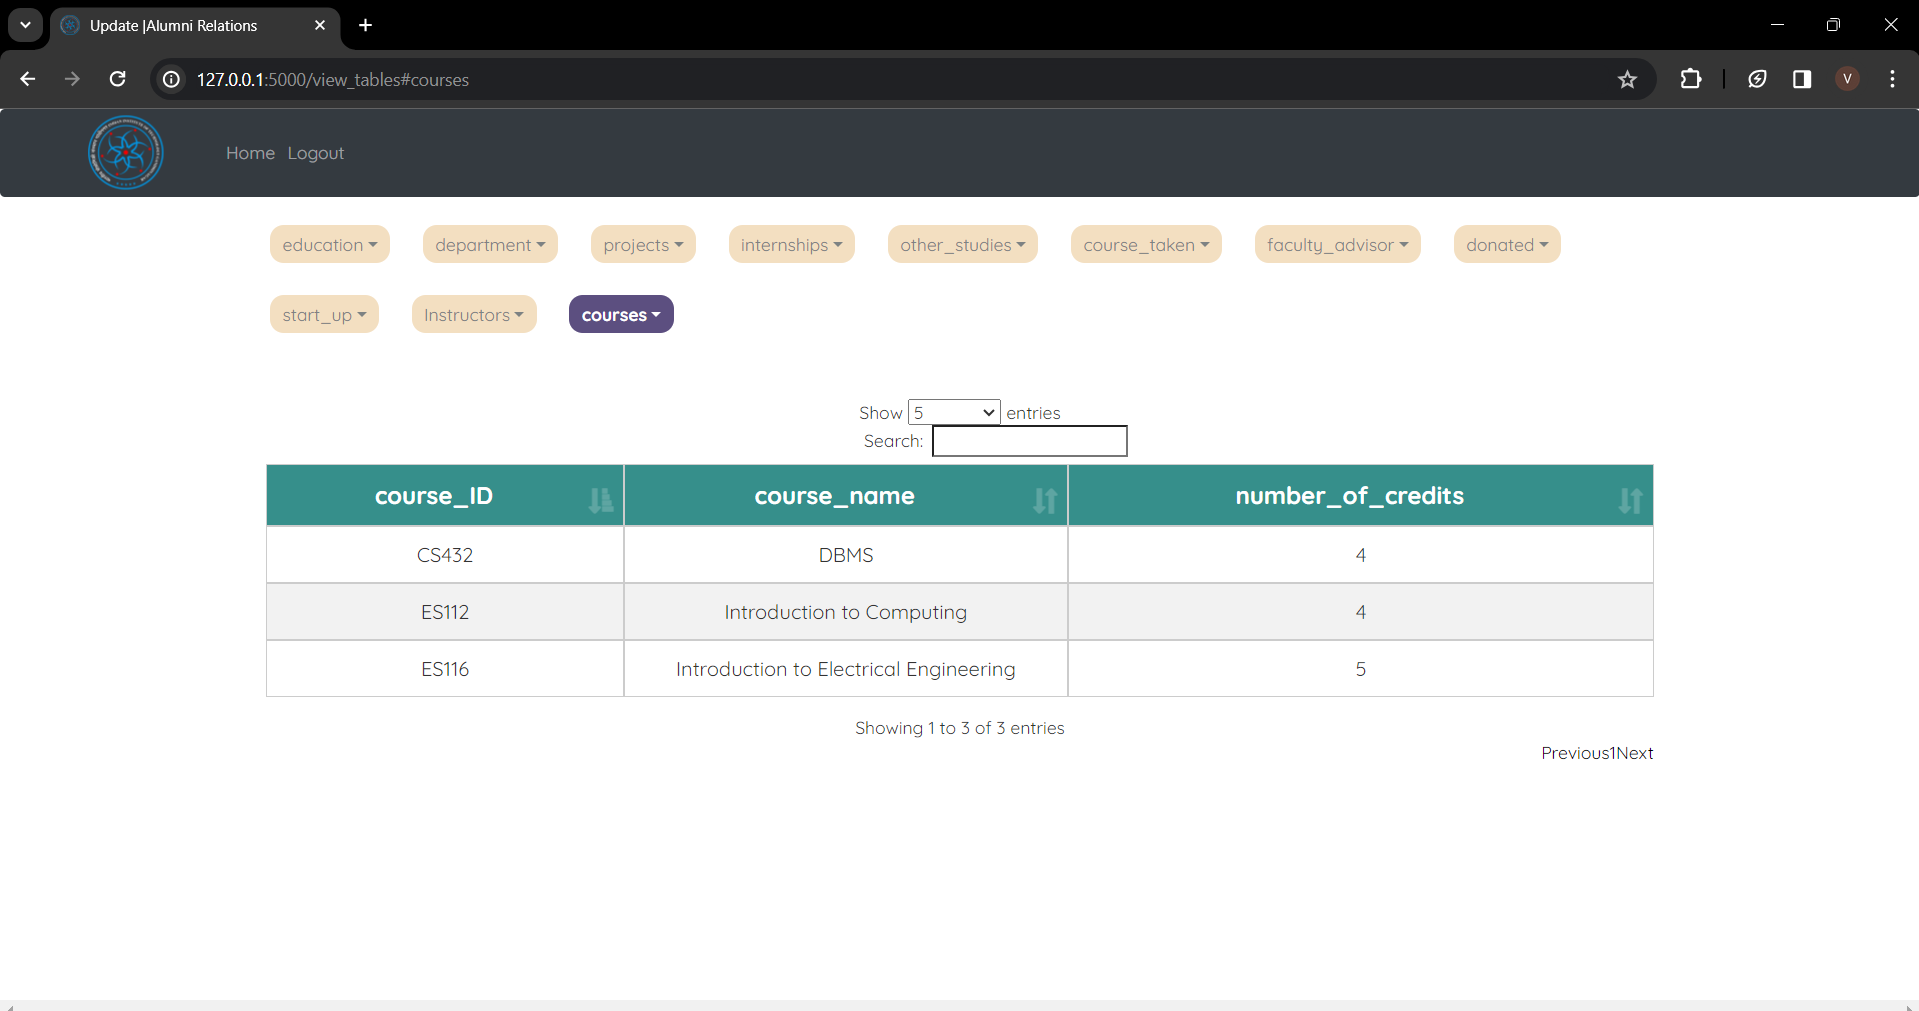 Update |Alumni Relations
127.0.0.1:5000/view_tables#courses
V
Home Logout
education department projects internships other_studies course_taken faculty_advisor donated
start_up Instructors courses
Show 5 entries
Search:
course_ID course_name number_of_credits
CS432 DBMS 4
ES112 Introduction to Computing 4
ES116 Introduction to Electrical Engineering 5
Showing 1 to 3 of 3 entries
Previous1Next